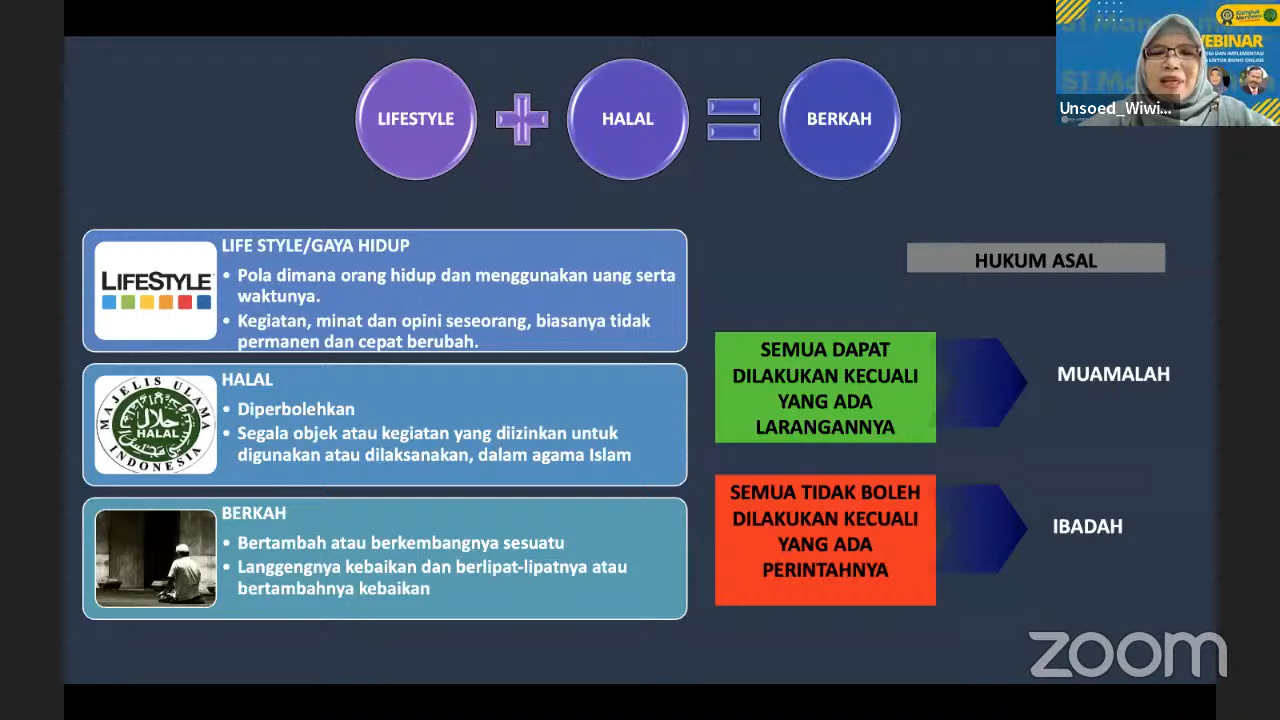 LIFESTYLE
HALAL
BERKAH
LIFE STYLE/GAYA HIDUP
• Pola dimana orang hidup dan menggunakan uang serta
waktunya.
• Kegiatan, minat dan opini seseorang, biasanya tidak
permanen dan cepat berubah.
LIFESTYLE
HALAL
• Diperbolehkan
• Segala objek atau kegiatan yang diizinkan untuk
digunakan atau dilaksanakan, dalam agama Islam
MAJELIS ULAMA
حلال
HALAL
INDONESIA
BERKAH
• Bertambah atau berkembangnya sesuatu
• Langgengnya kebaikan dan berlipat-lipatnya atau
bertambahnya kebaikan
HUKUM ASAL
SEMUA DAPAT
DILAKUKAN KECUALI
YANG ADA
LARANGANNYA
MUAMALAH
SEMUA TIDAK BOLEH
DILAKUKAN KECUALI
YANG ADA
PERINTAHNYA
IBADAH
Unsoed_Wiwi...
zoom